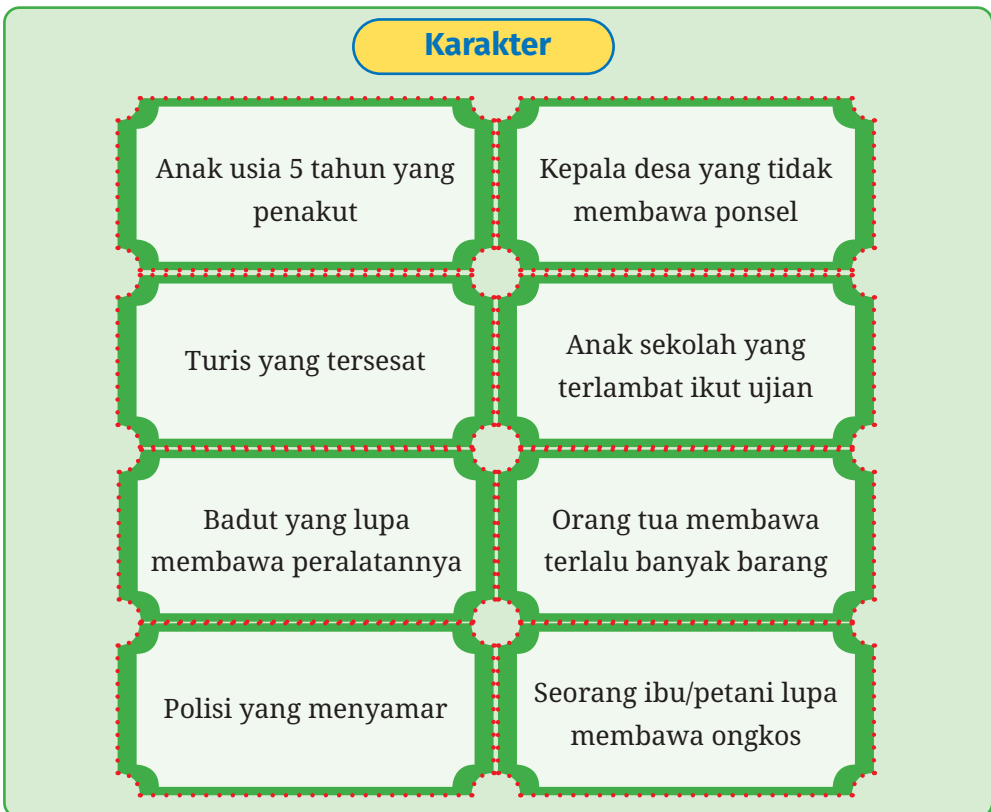 Karakter
Anak usia 5 tahun yang
penakut
Kepala desa yang tidak
membawa ponsel
Turis yang tersesat
Anak sekolah yang
terlambat ikut ujian
Badut yang lupa
membawa peralatannya
Orang tua membawa
terlalu banyak barang
Polisi yang menyamar
Seorang ibu/petani lupa
membawa ongkos